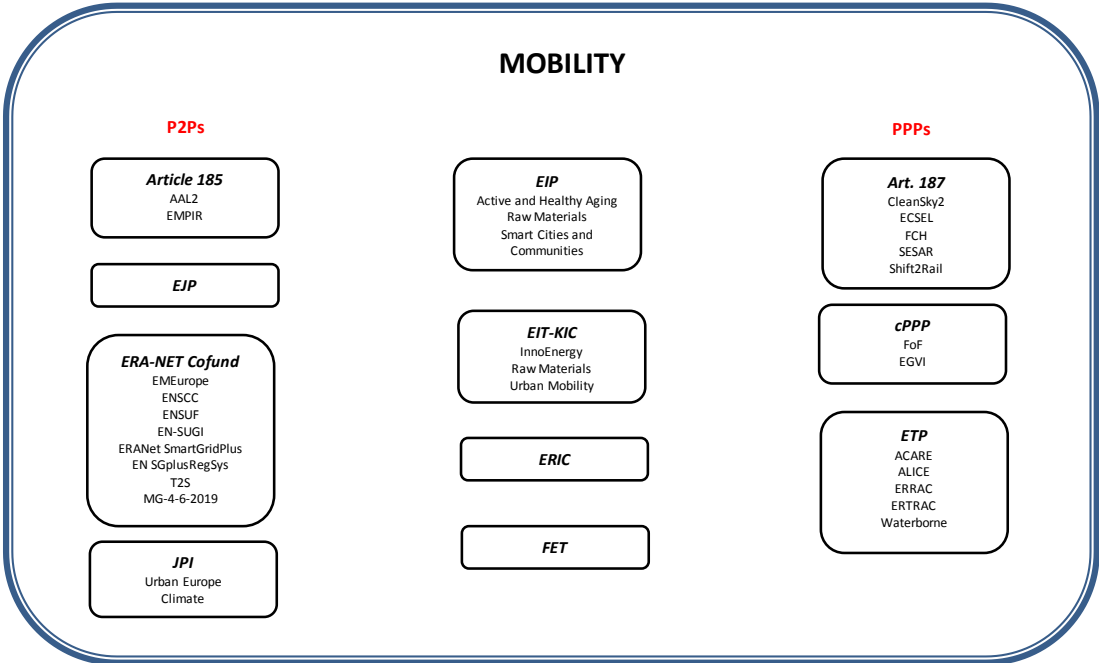 MOBILITY
P2Ps
Article 185
AAL2
EMPIR
EJP
ERA-NET Cofund
EMEurope
ENSCC
ENSUF
EN-SUGI
ERANet SmartGridPlus
EN SGplusRegSys
T2S
MG-4-6-2019
JPI
Urban Europe
Climate
EIP
Active and Healthy Aging
Raw Materials
Smart Cities and
Communities
EIT-KIC
InnoEnergy
Raw Materials
Urban Mobility
ERIC
FET
PPPs
Art. 187
CleanSky2
ECSEL
FCH
SESAR
Shift2Rail
cPPP
FoF
EGVI
ETP
ACARE
ALICE
ERRAC
ERTRAC
Waterborne